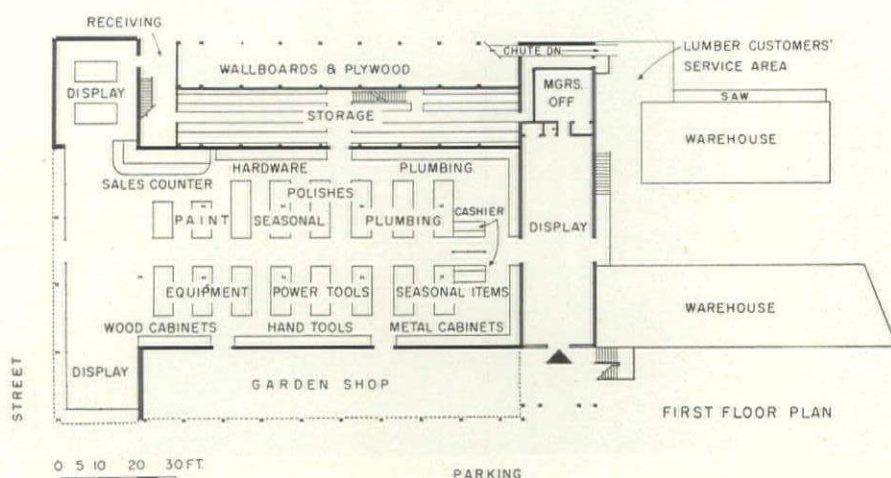 RECEIVING
CHUTE DN
LUMBER CUSTOMERS'
SERVICE AREA
WALLBOARDS & PLYWOOD
DISPLAY
MGRS.
OFF
SAW
STORAGE
WAREHOUSE
HARDWARE
PLUMBING
SALES COUNTER
POLISHES
PAINT
SEASONAL
PLUMBING
CASHIER
DISPLAY
EQUIPMENT
POWER TOOLS
SEASONAL ITEMS
WAREHOUSE
WOOD CABINETS
HAND TOOLS
METAL CABINETS
DISPLAY
GARDEN SHOP
STREET
FIRST FLOOR PLAN
0 5 10 20 30 FT.
PARKING